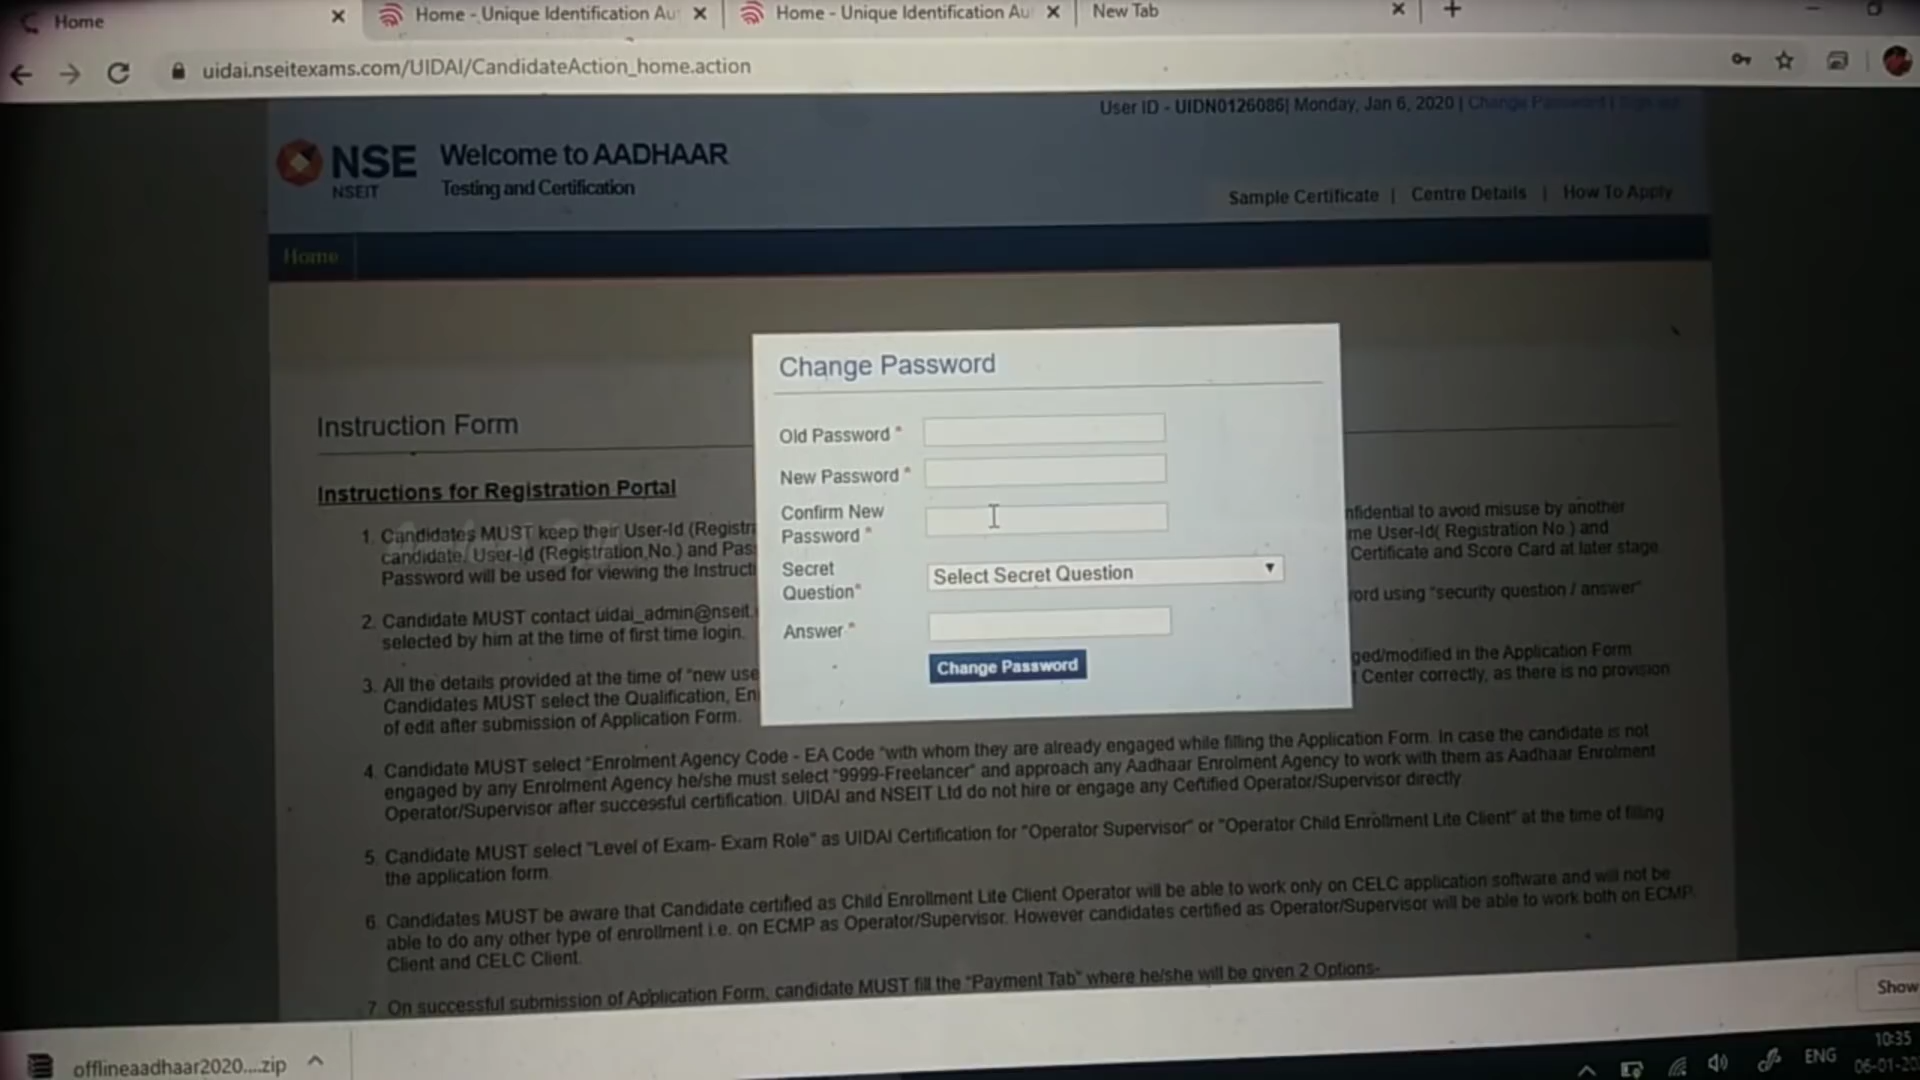 Home
Home - Unique Identification Au
Home - Unique Identification Au
New Tab
uidai.nseitexams.com/UIDAI/CandidateAction_home.action
User ID - UIDN0126086| Monday, Jan 6, 2020 | Change Password |
NSE
NSEIT
Welcome to AADHAAR
Testing and Certification
Sample Certificate | Centre Details | How To Apply
Home
Change Password
Old Password *
New Password *
Confirm New
Password *
Secret
Question*
Select Secret Question
Answer *
Change Password
Instruction Form
Instructions for Registration Portal
1. Candidates MUST keep their User-Id (Registra nfidential to avoid misuse by another
candidate. User-Id (Registration No.) and Pas me User-Id( Registration No.) and
Password will be used for viewing the Instructi Certificate and Score Card at later stage.
2. Candidate MUST contact uidai_admin@nseit. ord using "security question / answer"
selected by him at the time of first time login.
3. All the details provided at the time of "new use ged/modified in the Application Form.
Candidates MUST select the Qualification, En Center correctly, as there is no provision
of edit after submission of Application Form.
4. Candidate MUST select "Enrolment Agency Code - EA Code "with whom they are already engaged while filling the Application Form. In case the candidate is not
engaged by any Enrolment Agency he/she must select "9999-Freelancer" and approach any Aadhaar Enrolment Agency to work with them as Aadhaar Enrolment
Operator/Supervisor after successful certification. UIDAI and NSEIT Ltd do not hire or engage any Certified Operator/Supervisor directly.
5. Candidate MUST select "Level of Exam- Exam Role" as UIDAI Certification for "Operator Supervisor" or "Operator Child Enrollment Lite Client" at the time of filling
the application form.
6. Candidates MUST be aware that Candidate certified as Child Enrollment Lite Client Operator will be able to work only on CELC application software and will not be
able to do any other type of enrollment i.e. on ECMP as Operator/Supervisor. However candidates certified as Operator/Supervisor will be able to work both on ECMP
Client and CELC Client.
7. On successful submission of Application Form, candidate MUST fill the "Payment Tab" where he/she will be given 2 Options-
Show
offlineaadhaar2020....zip
ENG
10:35
06-01-20